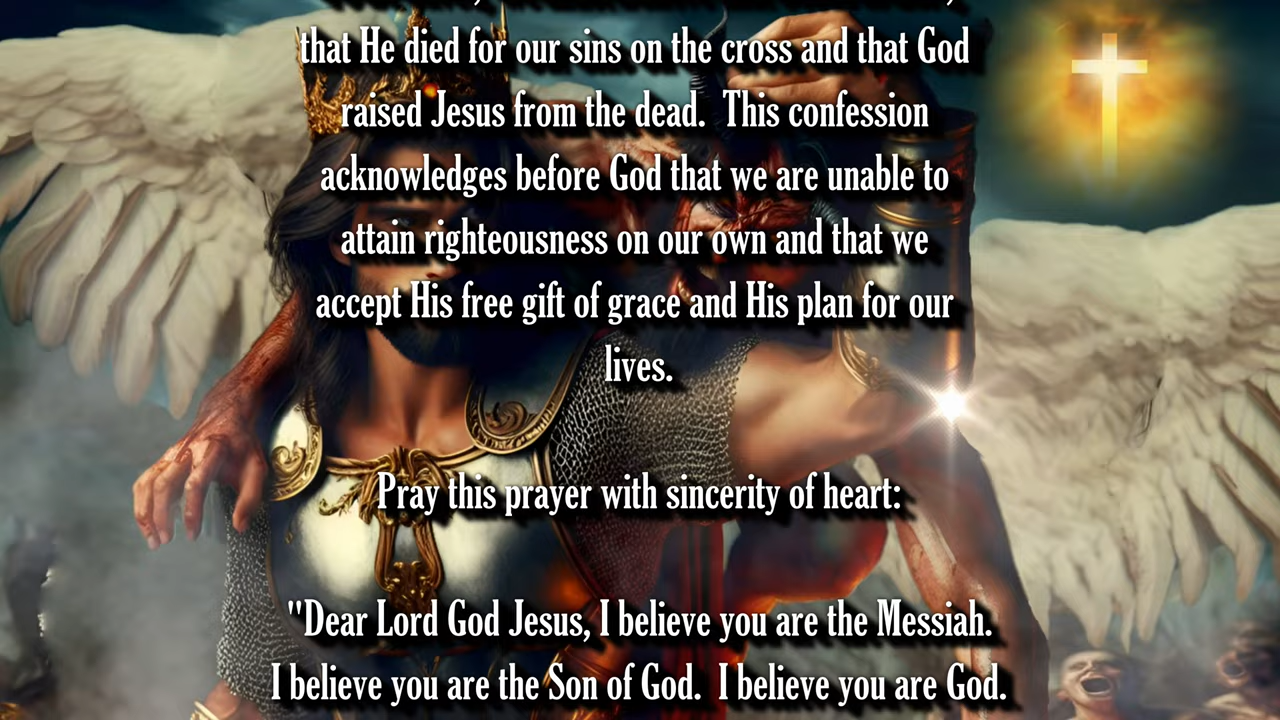 that He died for our sins on the cross and that God
raised Jesus from the dead.  This confession
acknowledges before God that we are unable to
attain righteousness on our own and that we
accept His free gift of grace and His plan for our
lives.
Pray this prayer with sincerity of heart:
"Dear Lord God Jesus, I believe you are the Messiah.
I believe you are the Son of God.  I believe you are God.